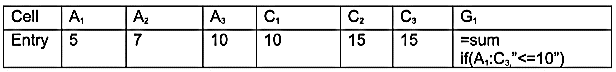 Cell A₁ A₂ A₃ C₁ C₂ C₃ G₁
Entry 5 7 10 10 15 15 =sum
if(A₁:C₃,”<=10”)